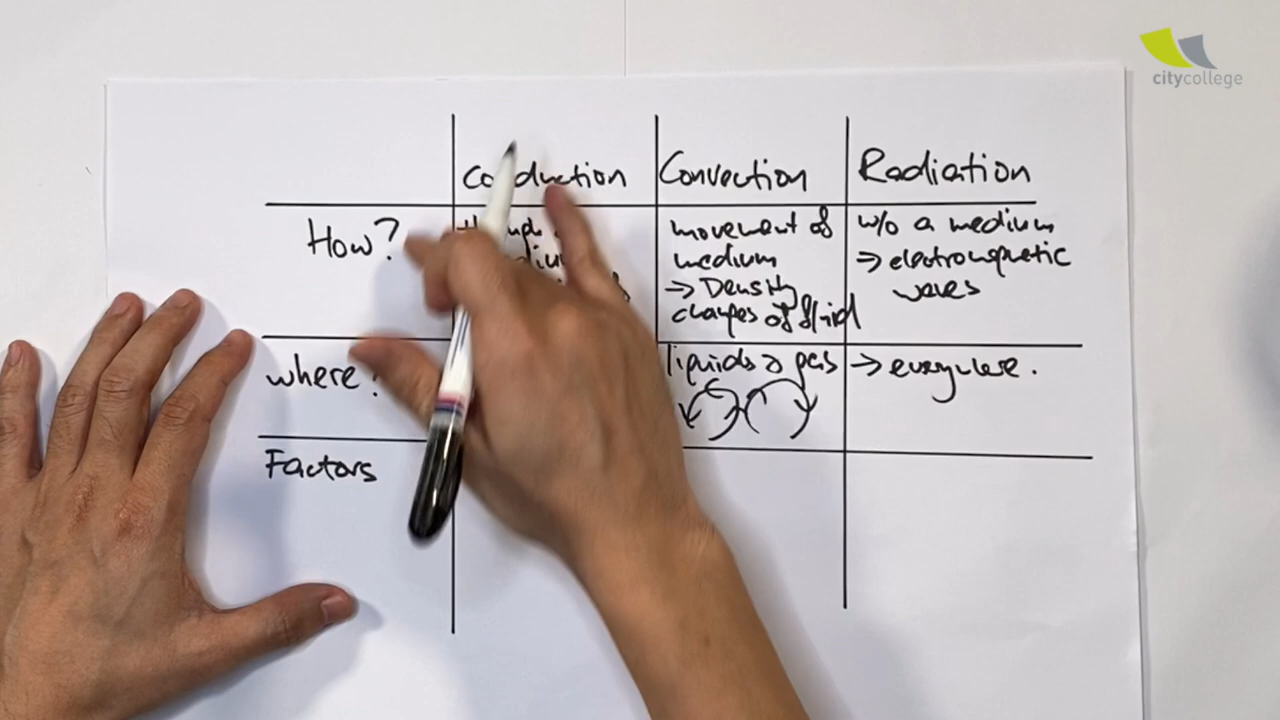 citycollege
Conduction Convection Radiation
How?
movement of
medium
→ Density
changes of fluid
w/o a medium
→ electromagnetic
waves
where?
liquids & gas
→ everywhere.
Factors